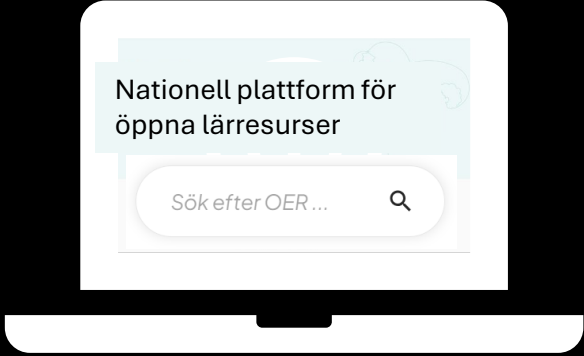 Nationell plattform för
öppna lärresurser
Sök efter OER ...